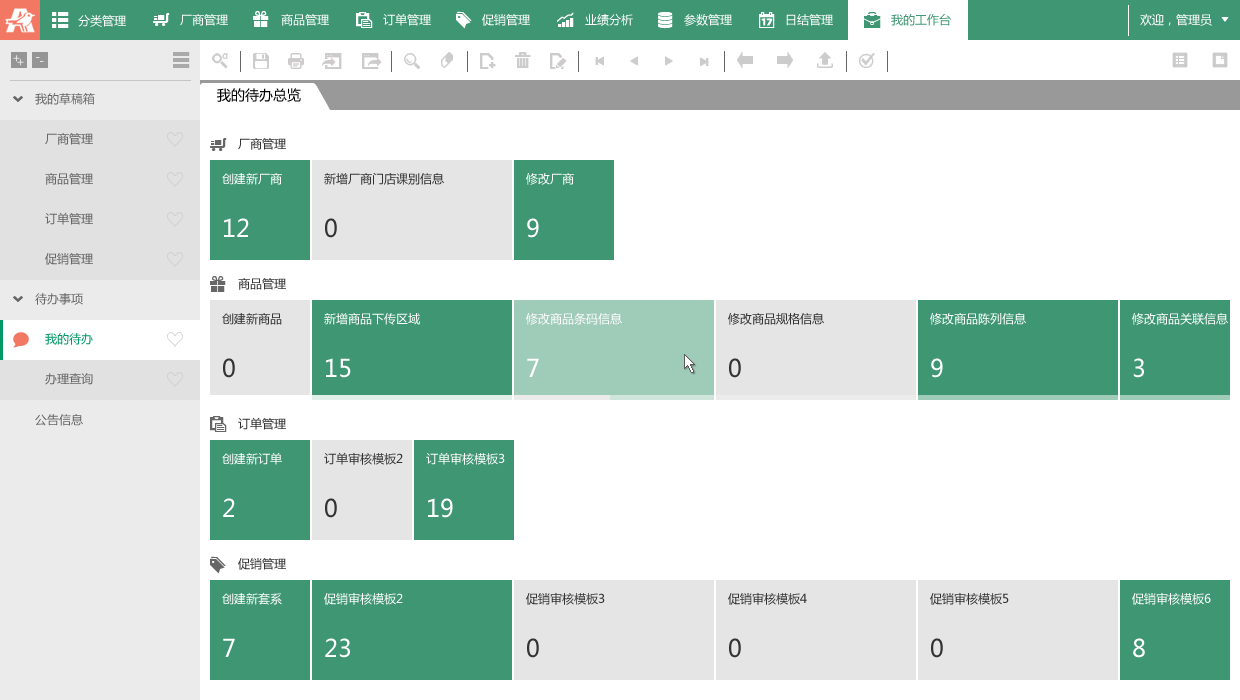 分类管理 厂商管理 商品管理 订单管理 促销管理 业绩分析 参数管理 17 日结管理 我的工作台 欢迎，管理员
我的草稿箱
厂商管理
商品管理
订单管理
促销管理
待办事项
我的待办
办理查询
公告信息
我的待办总览
厂商管理
创建新厂商 新增厂商门店课别信息 修改厂商
12 0 9
商品管理
创建新商品 新增商品下传区域 修改商品条码信息 修改商品规格信息 修改商品陈列信息 修改商品关联信息
0 15 7 0 9 3
订单管理
创建新订单 订单审核模板2 订单审核模板3
2 0 19
促销管理
创建新套系 促销审核模板2 促销审核模板3 促销审核模板4 促销审核模板5 促销审核模板6
7 23 0 0 0 8